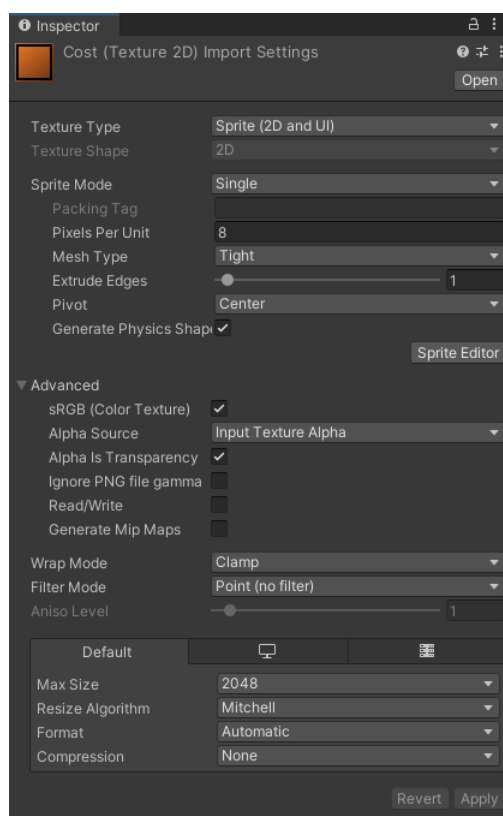 Inspector
Cost (Texture 2D) Import Settings
Open
Texture Type Sprite (2D and UI)
Texture Shape 2D
Sprite Mode Single
Packing Tag
Pixels Per Unit 8
Mesh Type Tight
Extrude Edges 1
Pivot Center
Generate Physics Shap
Sprite Editor
Advanced
sRGB (Color Texture)
Alpha Source Input Texture Alpha
Alpha Is Transparency
Ignore PNG file gamma
Read/Write
Generate Mip Maps
Wrap Mode Clamp
Filter Mode Point (no filter)
Aniso Level 1
Default
Max Size 2048
Resize Algorithm Mitchell
Format Automatic
Compression None
Revert Apply